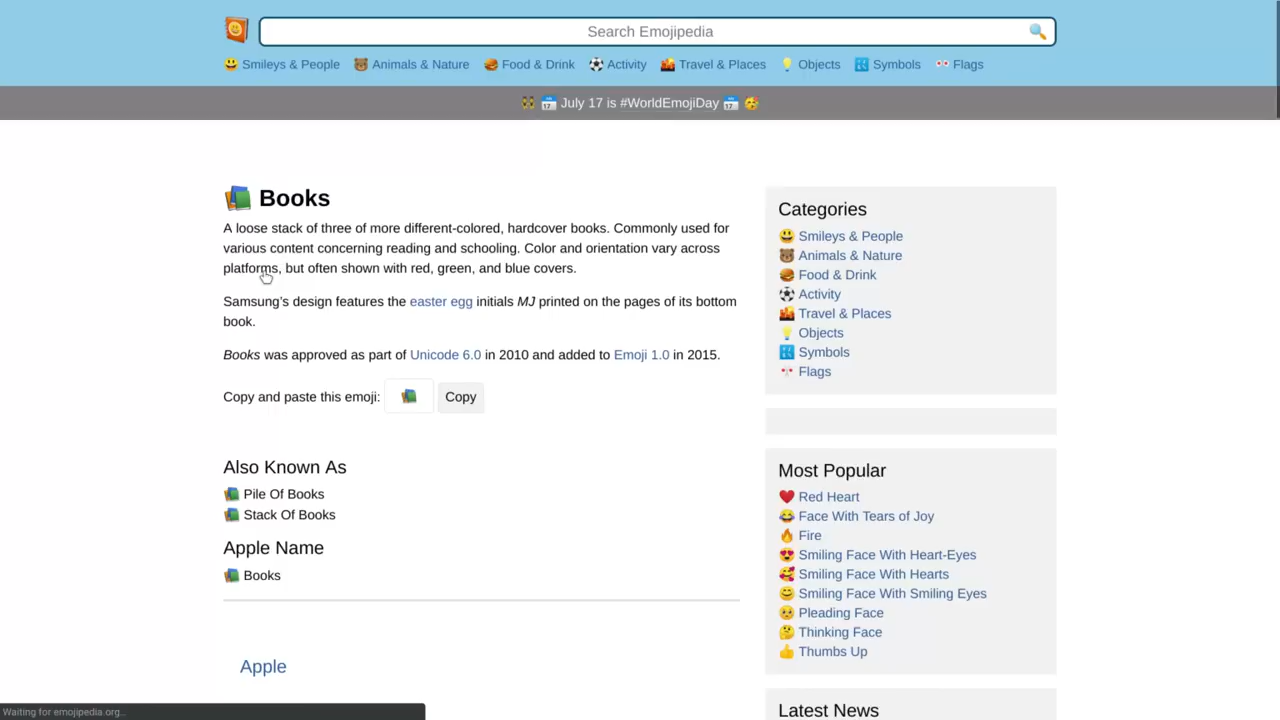 Search Emojipedia
Smileys & People Animals & Nature Food & Drink Activity Travel & Places Objects Symbols Flags
July 17 is #WorldEmojiDay
Books
A loose stack of three of more different-colored, hardcover books. Commonly used for
various content concerning reading and schooling. Color and orientation vary across
platforms, but often shown with red, green, and blue covers.
Samsung’s design features the easter egg initials MJ printed on the pages of its bottom
book.
Books was approved as part of Unicode 6.0 in 2010 and added to Emoji 1.0 in 2015.
Copy and paste this emoji: Copy
Also Known As
Pile Of Books
Stack Of Books
Apple Name
Books
Apple
Categories
Smileys & People
Animals & Nature
Food & Drink
Activity
Travel & Places
Objects
Symbols
Flags
Most Popular
Red Heart
Face With Tears of Joy
Fire
Smiling Face With Heart-Eyes
Smiling Face With Hearts
Smiling Face With Smiling Eyes
Pleading Face
Thinking Face
Thumbs Up
Latest News
Waiting for emojipedia.org...